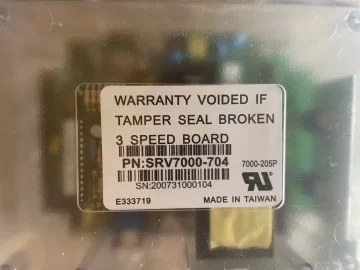 WARRANTY VOIDED IF
TAMPER SEAL BROKEN
3 SPEED BOARD
PN:SRV7000-704
7000-205P
SN:200731000104
E333719
MADE IN TAIWAN